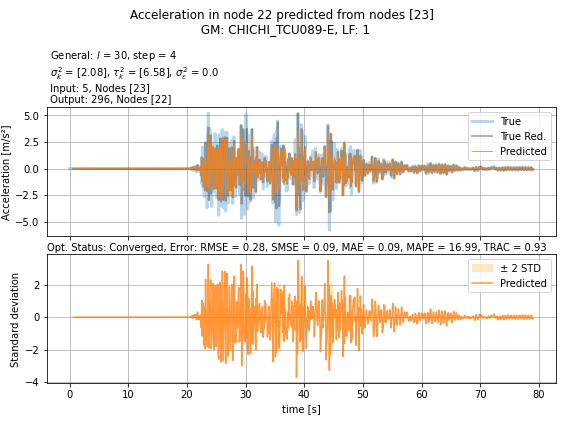 Acceleration in node 22 predicted from nodes [23]
GM: CHICHI_TCU089-E, LF: 1
General: l = 30, step = 4
σ²ₖ = [2.08], τ²ₖ = [6.58], σ²ₑ = 0.0
Input: 5, Nodes [23]
Output: 296, Nodes [22]
Acceleration [m/s²]
5.0
2.5
0.0
−2.5
−5.0
True
True Red.
Predicted
Opt. Status: Converged, Error: RMSE = 0.28, SMSE = 0.09, MAE = 0.09, MAPE = 16.99, TRAC = 0.93
Standard deviation
2
0
−2
−4
± 2 STD
Predicted
0 10 20 30 40 50 60 70 80
time [s]